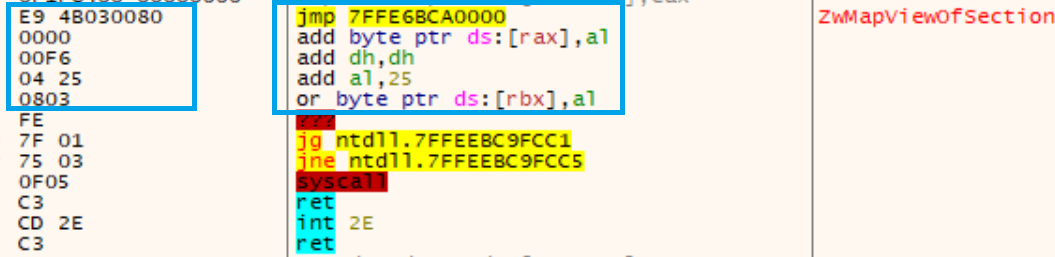 E9 4B030080 jmp 7FFE6BCA0000 ZwMapViewOfSection
0000 add byte ptr ds:[rax],al
00F6 add dh,dh
04 25 add al,25
0803 or byte ptr ds:[rbx],al
FE ???
7F 01 jg ntdll.7FFEEBC9FCC1
75 03 jne ntdll.7FFEEBC9FCC5
0F05 syscall
C3 ret
CD 2E int 2E
C3 ret